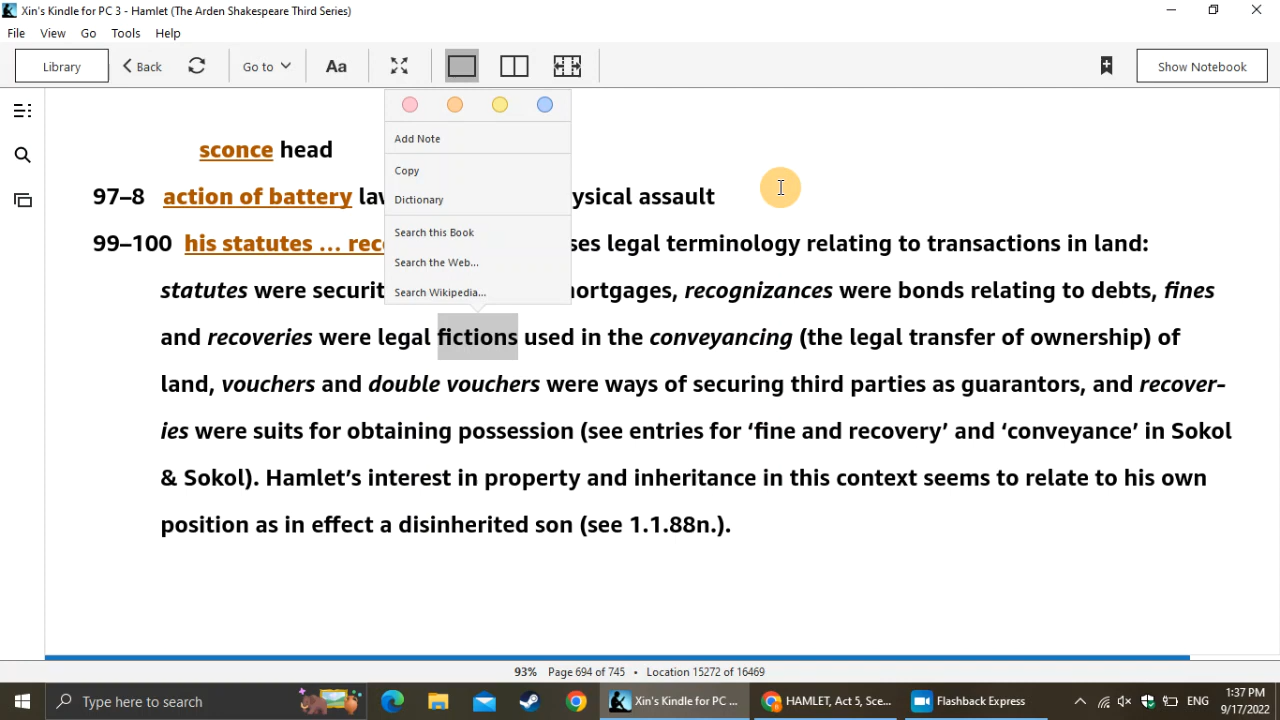 Xin's Kindle for PC 3 - Hamlet (The Arden Shakespeare Third Series)
File View Go Tools Help
Library Back Go to Aa Show Notebook
Add Note
Copy
Dictionary
Search this Book
Search the Web...
Search Wikipedia...
sconce head
97–8 action of battery ysical assault
99–100 his statutes … ses legal terminology relating to transactions in land:
statutes were ortgages, recognizances were bonds relating to debts, fines
and recoveries were legal fictions used in the conveyancing (the legal transfer of ownership) of
land, vouchers and double vouchers were ways of securing third parties as guarantors, and recover-
ies were suits for obtaining possession (see entries for ‘fine and recovery’ and ‘conveyance’ in Sokol
& Sokol). Hamlet’s interest in property and inheritance in this context seems to relate to his own
position as in effect a disinherited son (see 1.1.88n.).
93% Page 694 of 745 • Location 15272 of 16469
Type here to search
Xin's Kindle for PC ...
HAMLET, Act 5, Sce...
Flashback Express
ENG
1:37 PM
9/17/2022